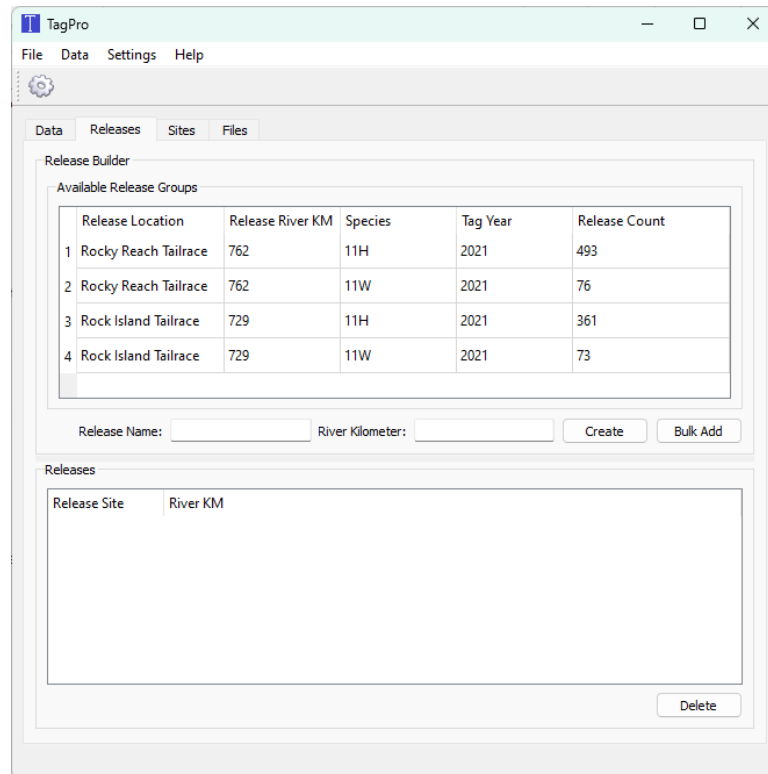 T TagPro
File Data Settings Help
Data Releases Sites Files
Release Builder
Available Release Groups
Release Location Release River KM Species Tag Year Release Count
1 Rocky Reach Tailrace 762 11H 2021 493
2 Rocky Reach Tailrace 762 11W 2021 76
3 Rock Island Tailrace 729 11H 2021 361
4 Rock Island Tailrace 729 11W 2021 73
Release Name: River Kilometer: Create Bulk Add
Releases
Release Site River KM
Delete